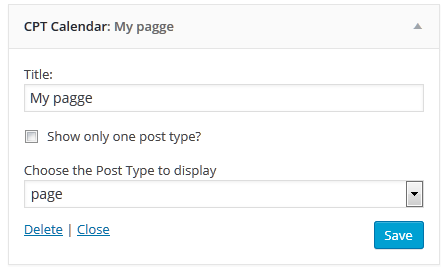 CPT Calendar: My pagge
Title:
My pagge
Show only one post type?
Choose the Post Type to display
page
Delete | Close
Save